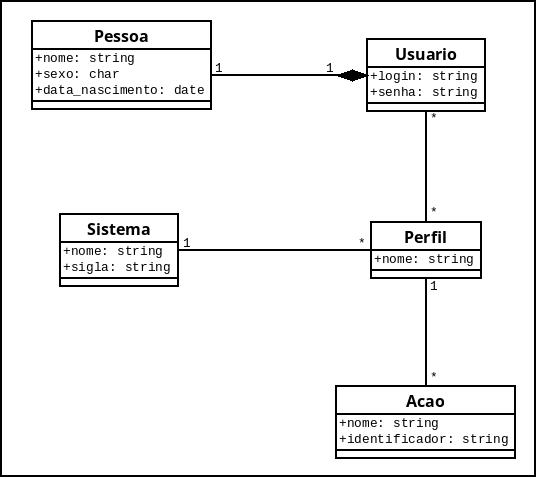 Pessoa
+nome: string
+sexo: char
+data_nascimento: date
1
1
Usuario
+login: string
+senha: string
*
*
Sistema
+nome: string
+sigla: string
1
*
Perfil
+nome: string
1
*
Acao
+nome: string
+identificador: string